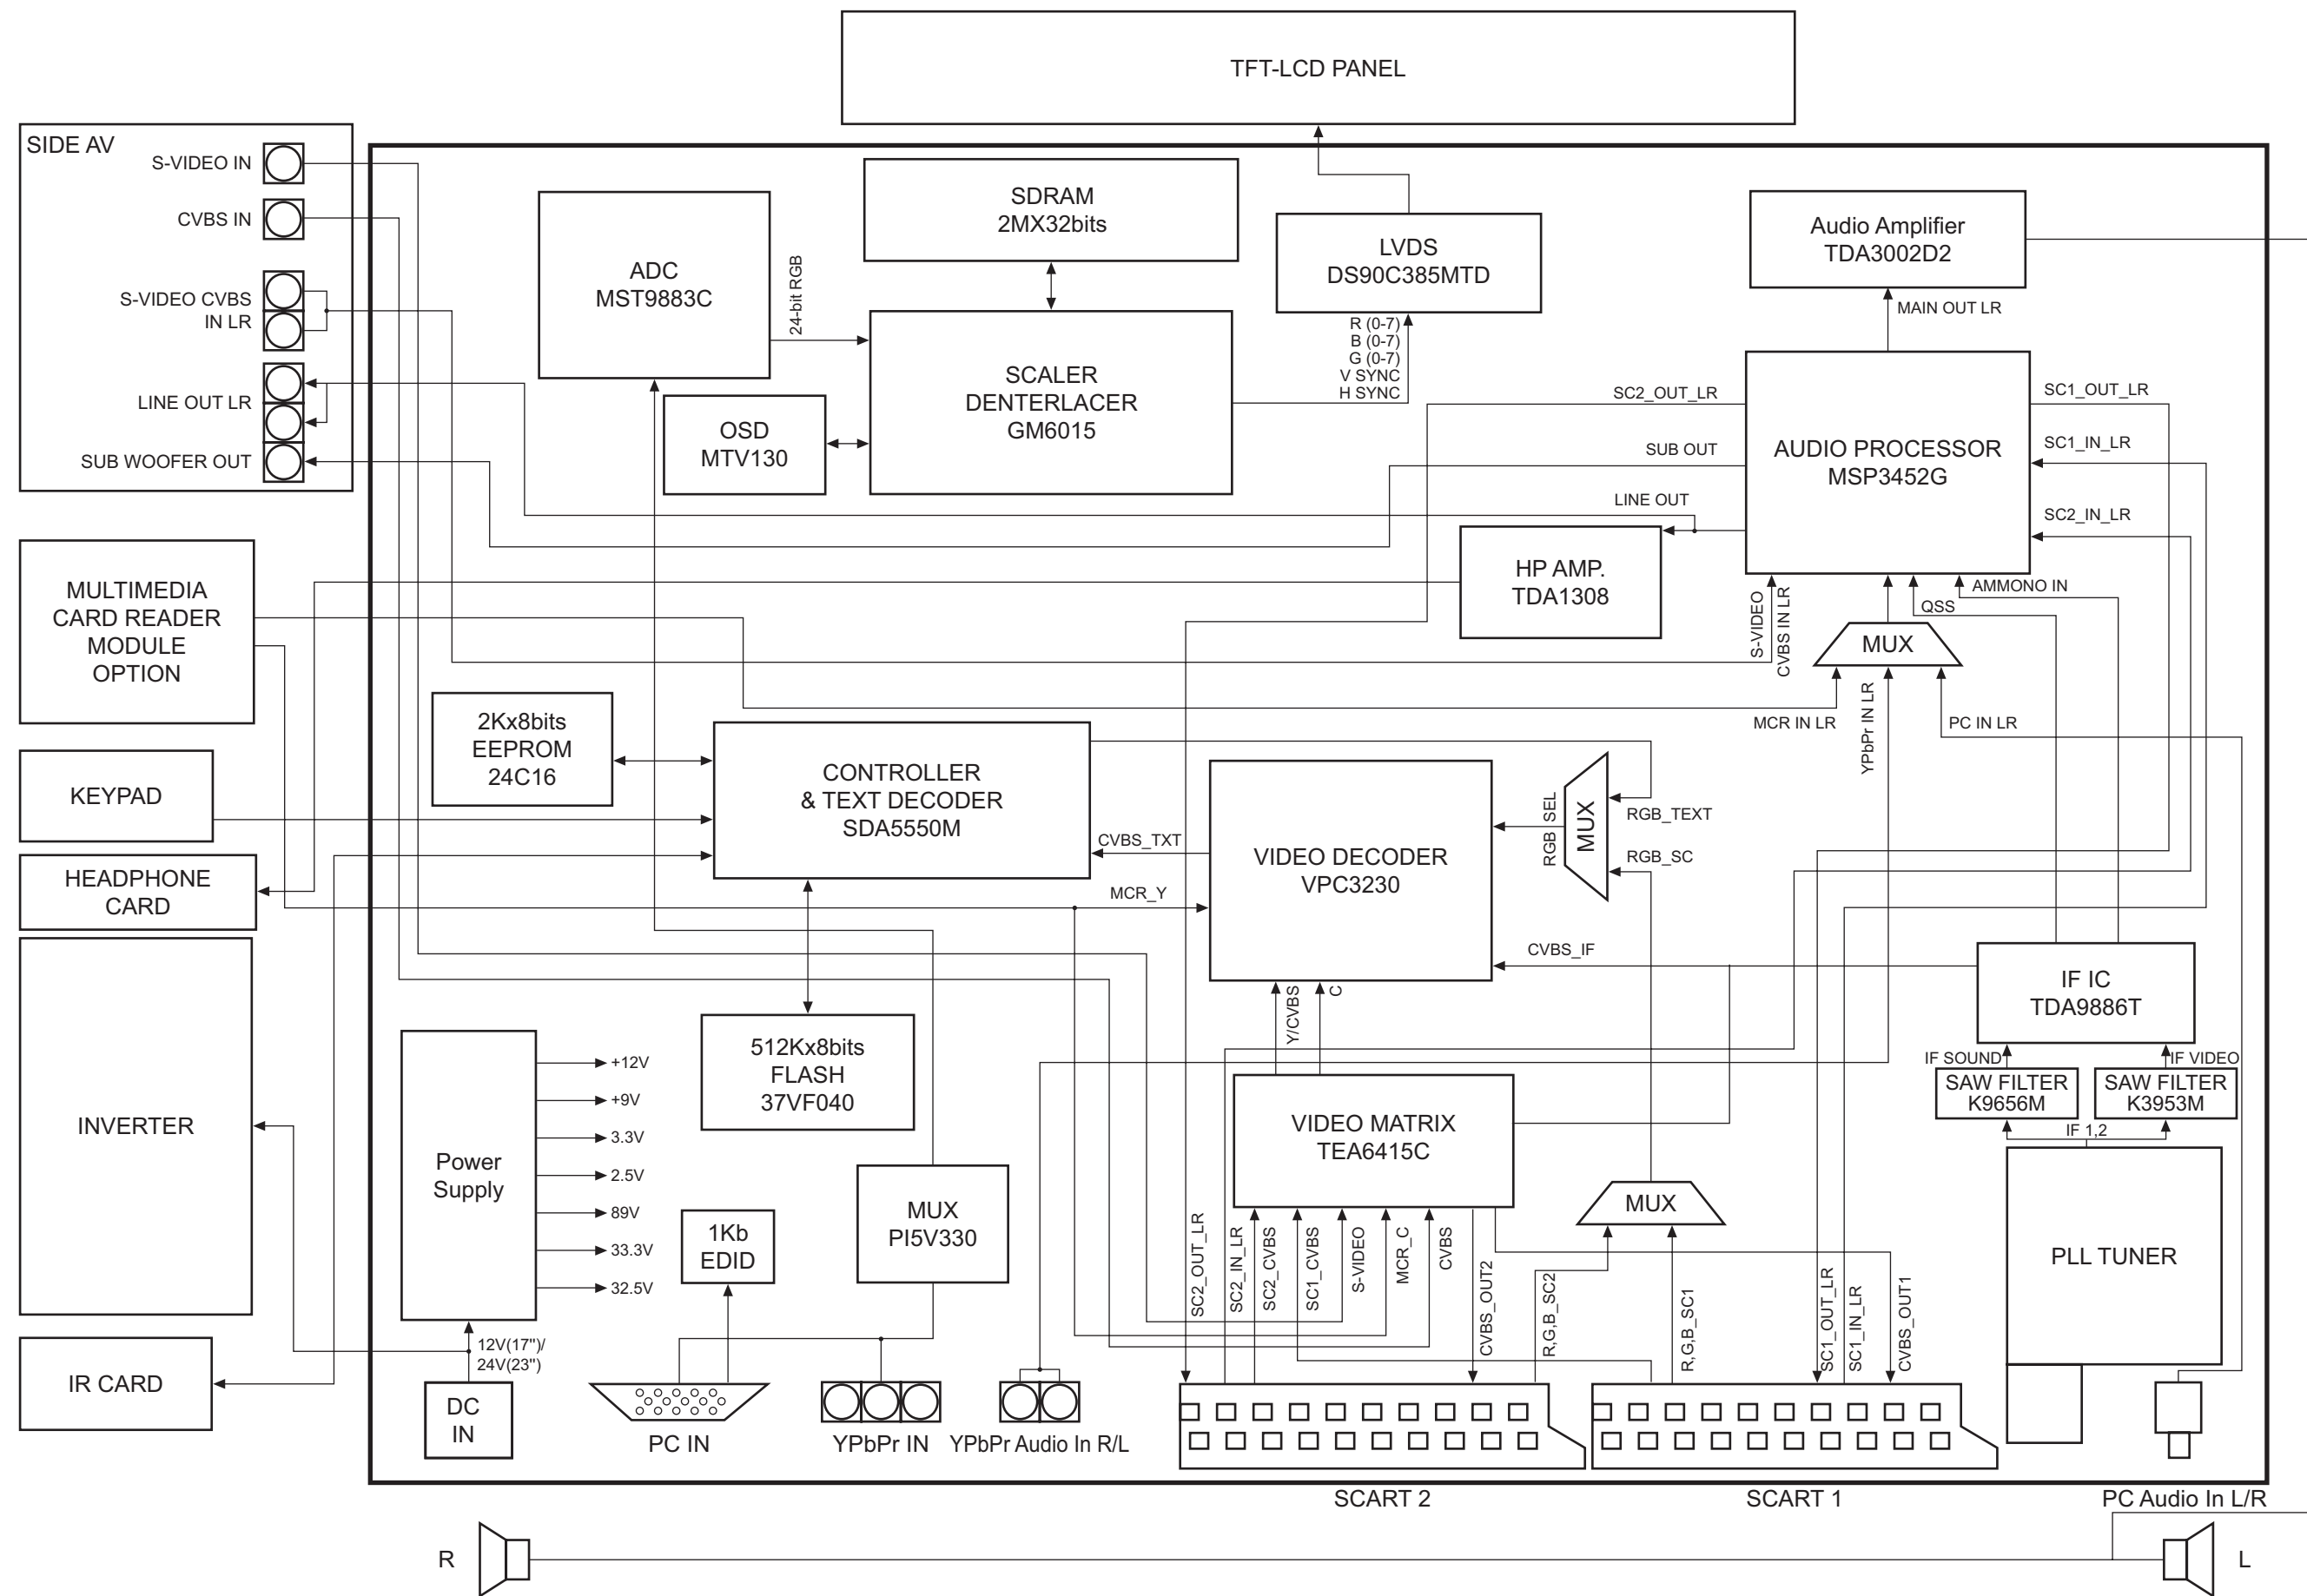 TFT-LCD PANEL
SIDE AV
S-VIDEO IN
CVBS IN
S-VIDEO CVBS
IN LR
LINE OUT LR
SUB WOOFER OUT
ADC
MST9883C
24-bit RGB
SDRAM
2MX32bits
LVDS
DS90C385MTD
Audio Amplifier
TDA3002D2
MAIN OUT LR
SCALER
DENTERLACER
GM6015
R (0-7)
B (0-7)
G (0-7)
V SYNC
H SYNC
OSD
MTV130
SC2_OUT_LR
SUB OUT
LINE OUT
AUDIO PROCESSOR
MSP3452G
SC1_OUT_LR
SC1_IN_LR
SC2_IN_LR
HP AMP.
TDA1308
S-VIDEO
CVBS IN LR
QSS
AMMONO IN
MUX
MCR IN LR
YPbPr IN LR
PC IN LR
MULTIMEDIA
CARD READER
MODULE
OPTION
KEYPAD
HEADPHONE
CARD
INVERTER
IR CARD
2Kx8bits
EEPROM
24C16
CONTROLLER
& TEXT DECODER
SDA5550M
CVBS_TXT
MCR_Y
VIDEO DECODER
VPC3230
RGB SEL
MUX
RGB_TEXT
RGB_SC
CVBS_IF
Y/CVBS
C
IF IC
TDA9886T
IF SOUND
IF VIDEO
SAW FILTER
K9656M
SAW FILTER
K3953M
IF 1,2
PLL TUNER
512Kx8bits
FLASH
37VF040
Power
Supply
+12V
+9V
3.3V
2.5V
89V
33.3V
32.5V
12V(17")/
24V(23")
DC
IN
1Kb
EDID
MUX
PI5V330
VIDEO MATRIX
TEA6415C
MUX
SC2_OUT_LR
SC2_IN_LR
SC2_CVBS
SC1_CVBS
S-VIDEO
MCR_C
CVBS
CVBS_OUT2
R,G,B_SC2
R,G,B_SC1
SC1_OUT_LR
SC1_IN_LR
CVBS_OUT1
PC IN
YPbPr IN
YPbPr Audio In R/L
SCART 2
SCART 1
PC Audio In L/R
R
L